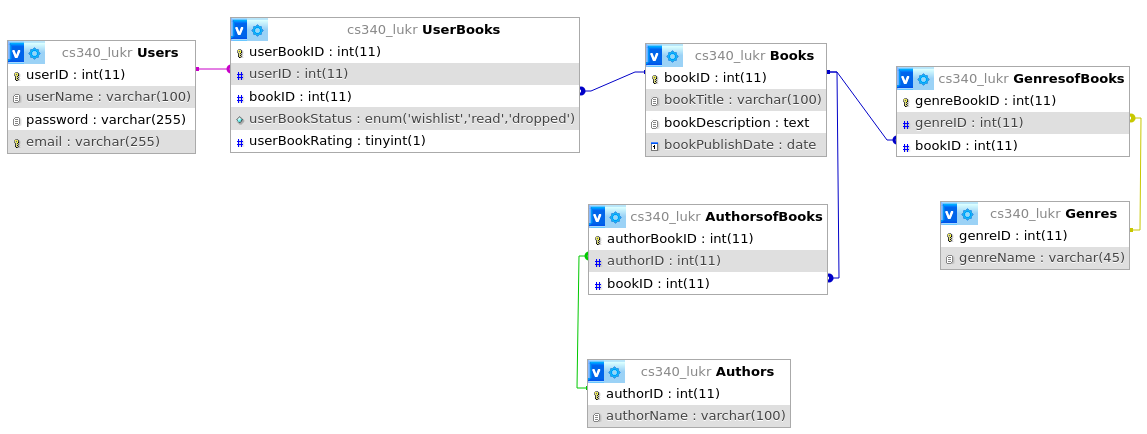 cs340_lukr Users
userID : int(11)
userName : varchar(100)
password : varchar(255)
email : varchar(255)
cs340_lukr UserBooks
userBookID : int(11)
userID : int(11)
bookID : int(11)
userBookStatus : enum('wishlist','read','dropped')
userBookRating : tinyint(1)
cs340_lukr Books
bookID : int(11)
bookTitle : varchar(100)
bookDescription : text
bookPublishDate : date
cs340_lukr GenresofBooks
genreBookID : int(11)
genreID : int(11)
bookID : int(11)
cs340_lukr AuthorsofBooks
authorBookID : int(11)
authorID : int(11)
bookID : int(11)
cs340_lukr Genres
genreID : int(11)
genreName : varchar(45)
cs340_lukr Authors
authorID : int(11)
authorName : varchar(100)